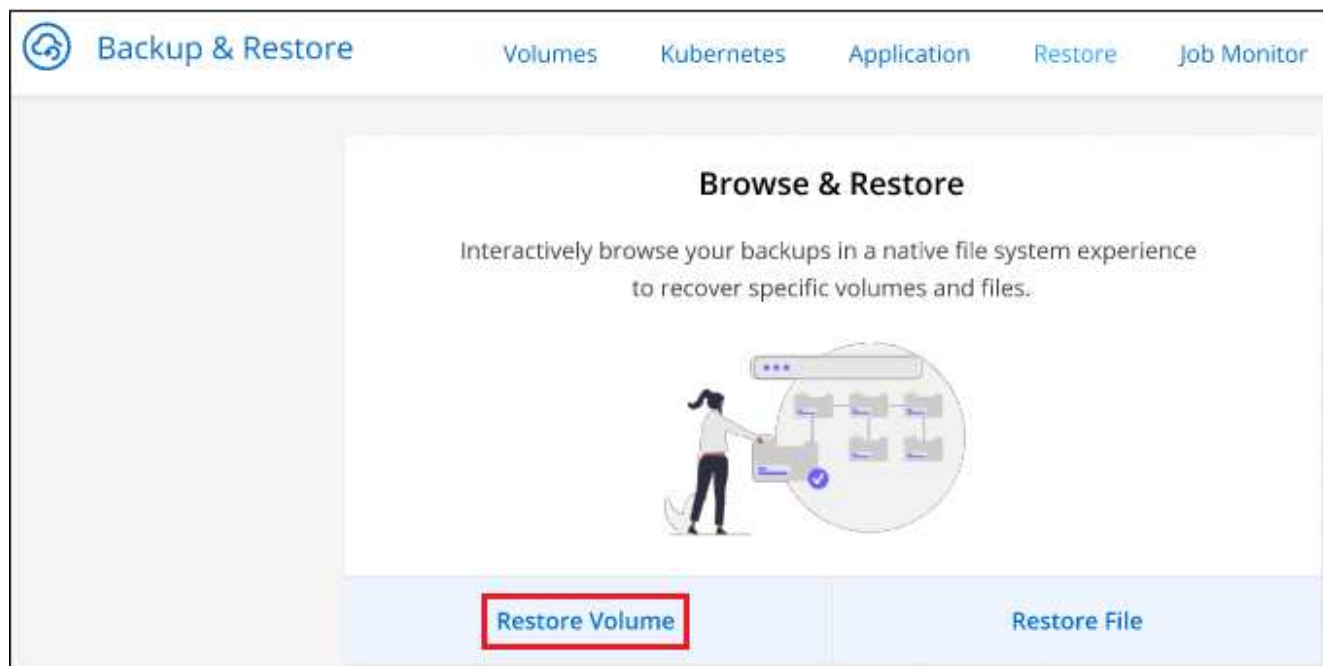 Backup & Restore Volumes Kubernetes Application Restore Job Monitor
Browse & Restore
Interactively browse your backups in a native file system experience
to recover specific volumes and files.
Restore Volume Restore File